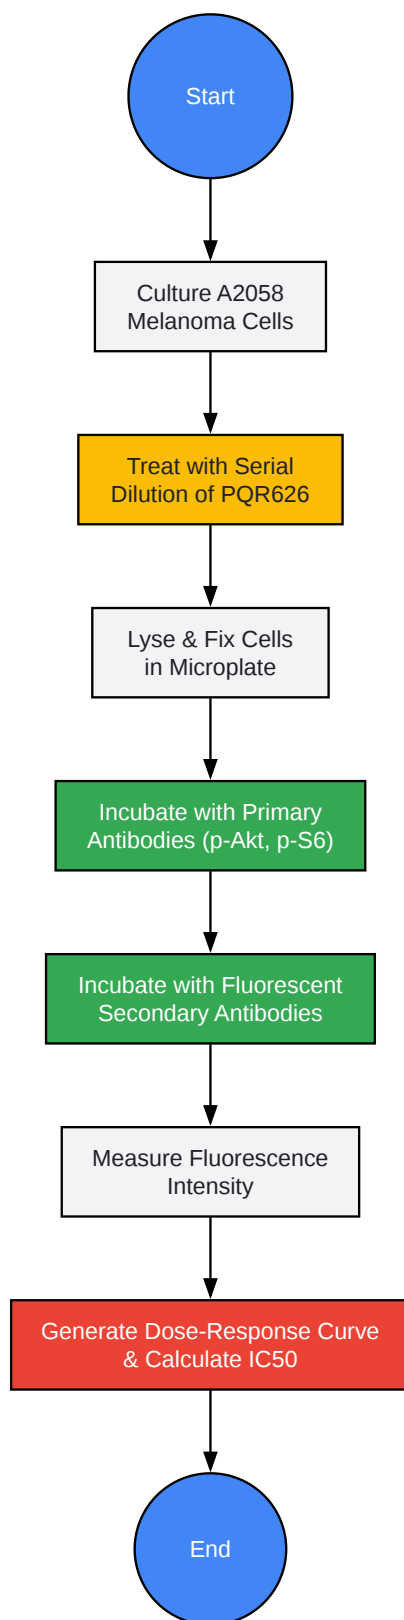 Start
Culture A2058
Melanoma Cells
Treat with Serial
Dilution of PQR626
Lyse & Fix Cells
in Microplate
Incubate with Primary
Antibodies (p-Akt, p-S6)
Incubate with Fluorescent
Secondary Antibodies
Measure Fluorescence
Intensity
Generate Dose-Response Curve
& Calculate IC50
End